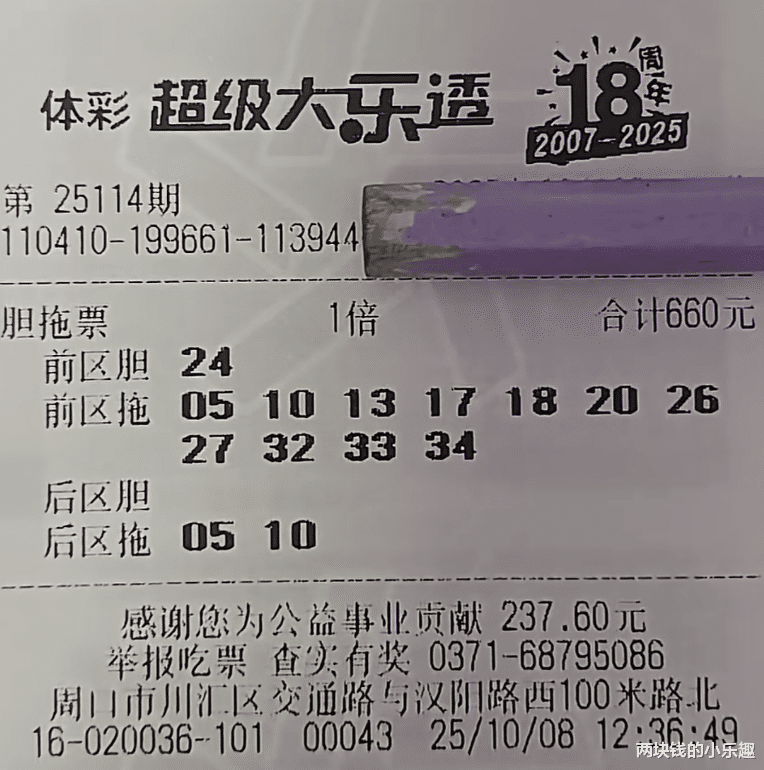 体彩 超级大乐透 18周年
2007-2025
第 25114期
110410-199661-113944
胆拖票 1倍 合计660元
前区胆 24
前区拖 05 10 13 17 18 20 26
27 32 33 34
后区胆
后区拖 05 10
感谢您为公益事业贡献 237.60元
举报吃票 查实有奖 0371-68795086
周口市川汇区交通路与汉阳路西100米路北
16-020036-101 00043 25/10/08 12:36:49
两块钱的小乐趣